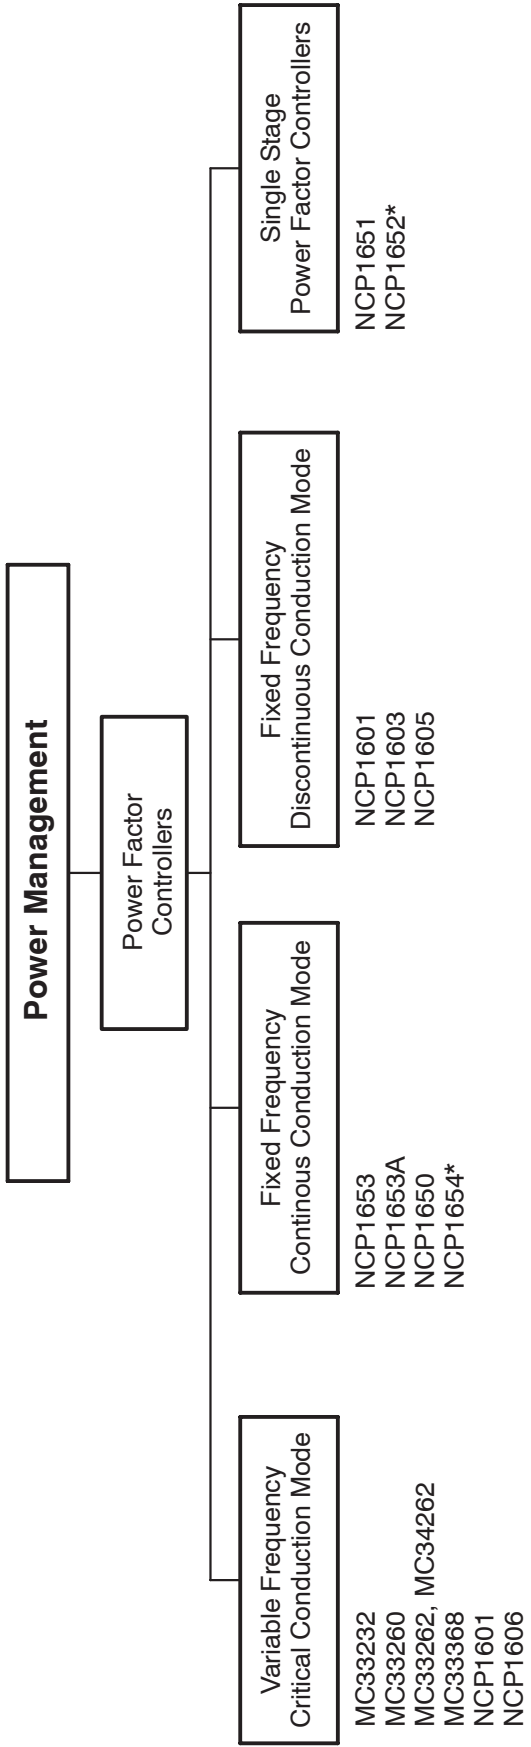 Power Management
Power Factor
Controllers
Variable Frequency
Critical Conduction Mode
MC33232
MC33260
MC33262, MC34262
MC33368
NCP1601
NCP1606
Fixed Frequency
Continous Conduction Mode
NCP1653
NCP1653A
NCP1650
NCP1654*
Fixed Frequency
Discontinuous Conduction Mode
NCP1601
NCP1603
NCP1605
Single Stage
Power Factor Controllers
NCP1651
NCP1652*